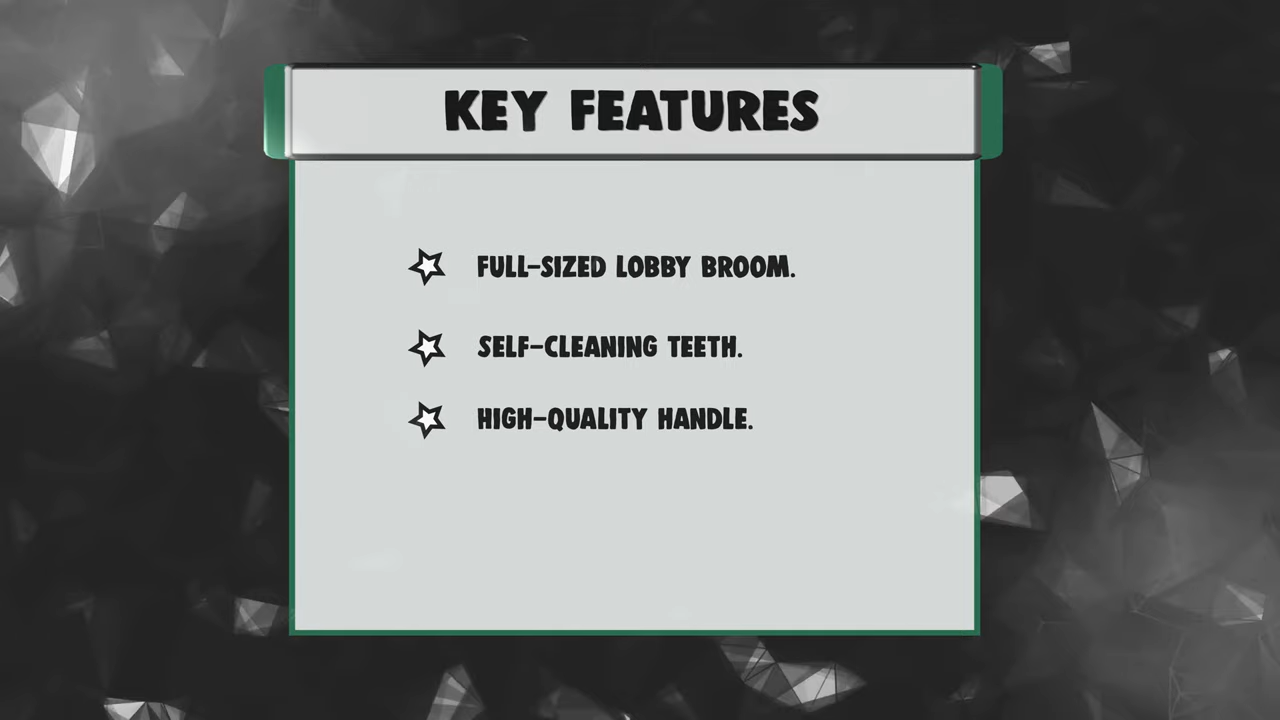 KEY FEATURES
FULL-SIZED LOBBY BROOM.
SELF-CLEANING TEETH.
HIGH-QUALITY HANDLE.